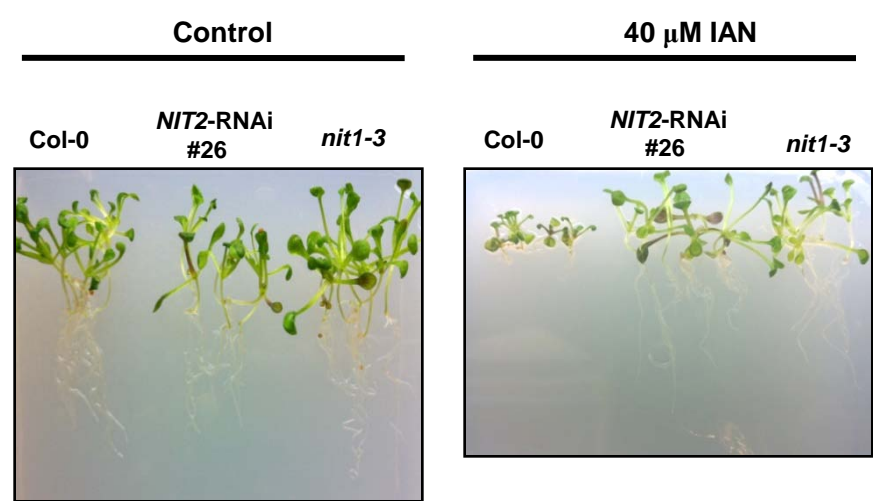 Control
40 μM IAN
Col-0
NIT2-RNAi
#26
nit1-3
Col-0
NIT2-RNAi
#26
nit1-3